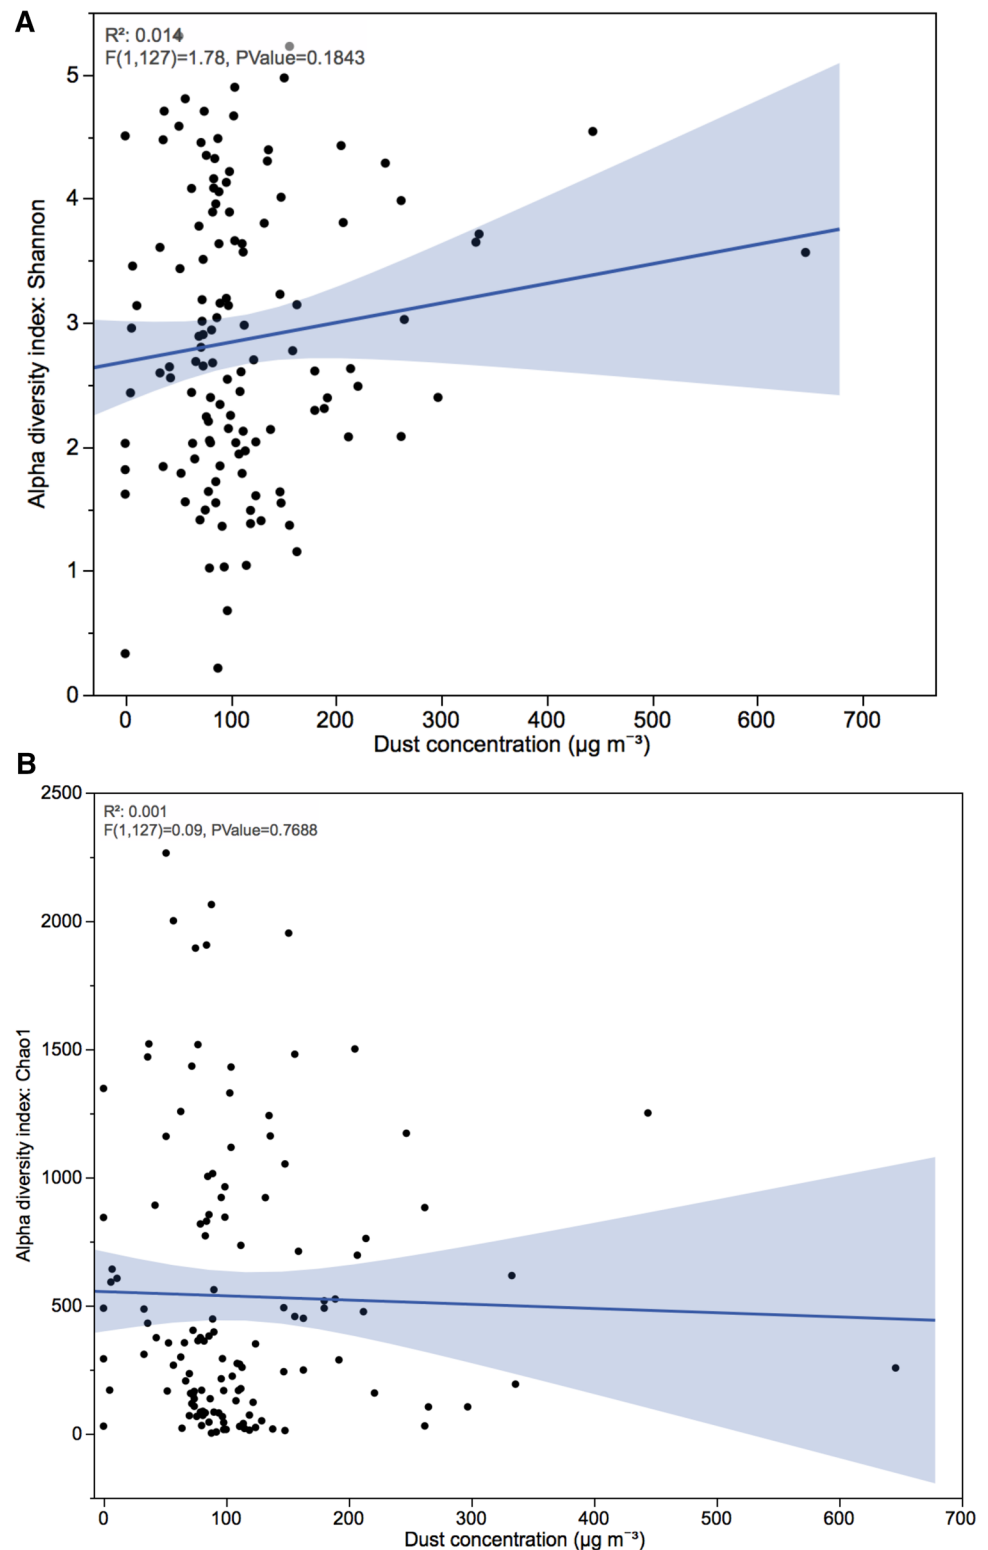 A
R²: 0.014
F(1,127)=1.78, PValue=0.1843
Alpha diversity index: Shannon
5
4
3
2
1
0
0 100 200 300 400 500 600 700
Dust concentration (µg m⁻³)
B
R²: 0.001
F(1,127)=0.09, PValue=0.7688
Alpha diversity index: Chao1
2500
2000
1500
1000
500
0
0 100 200 300 400 500 600 700
Dust concentration (µg m⁻³)